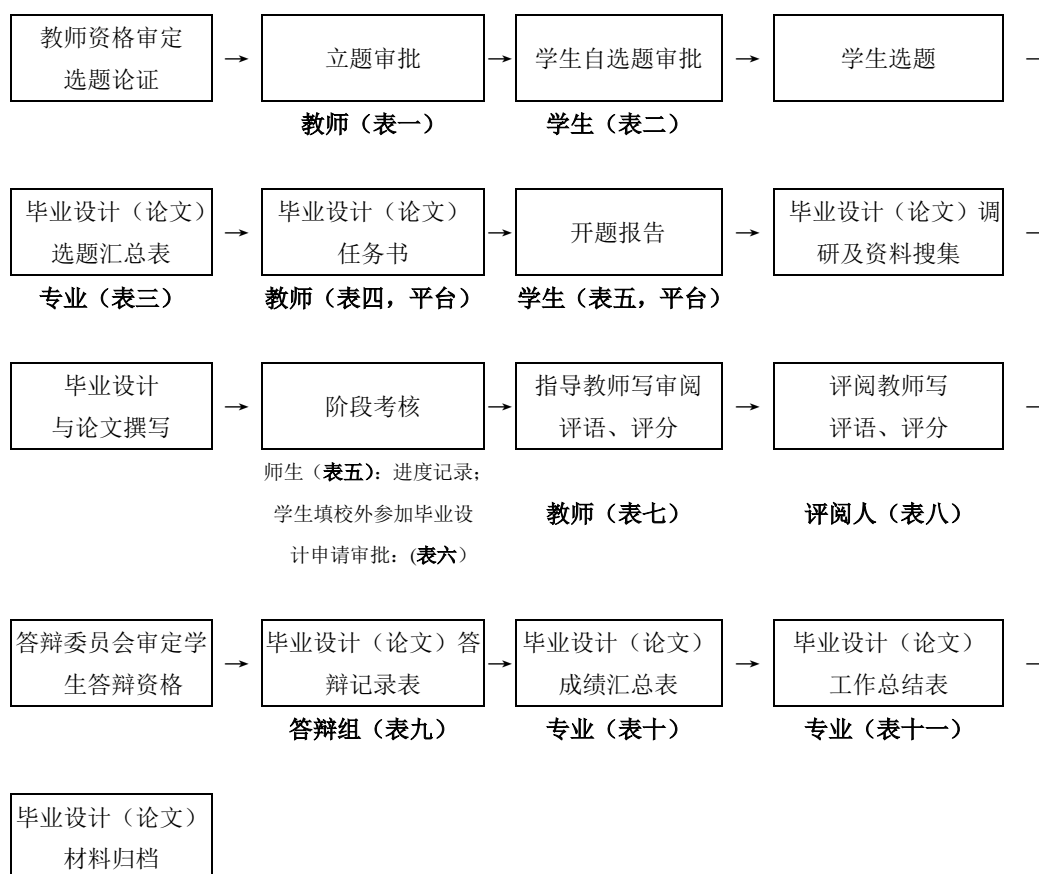 教师资格审定
选题论证
→
立题审批
→
学生自选题审批
→
学生选题
教师（表一）
学生（表二）
毕业设计（论文）
选题汇总表
→
毕业设计（论文）
任务书
→
开题报告
→
毕业设计（论文）调
研及资料搜集
专业（表三）
教师（表四，平台）
学生（表五，平台）
毕业设计
与论文撰写
→
阶段考核
→
指导教师写审阅
评语、评分
→
评阅教师写
评语、评分
师生（表五）：进度记录；
学生填校外参加毕业设
计申请审批：(表六）
教师（表七）
评阅人（表八）
答辩委员会审定学
生答辩资格
→
毕业设计（论文）答
辩记录表
→
毕业设计（论文）
成绩汇总表
→
毕业设计（论文）
工作总结表
答辩组（表九）
专业（表十）
专业（表十一）
毕业设计（论文）
材料归档